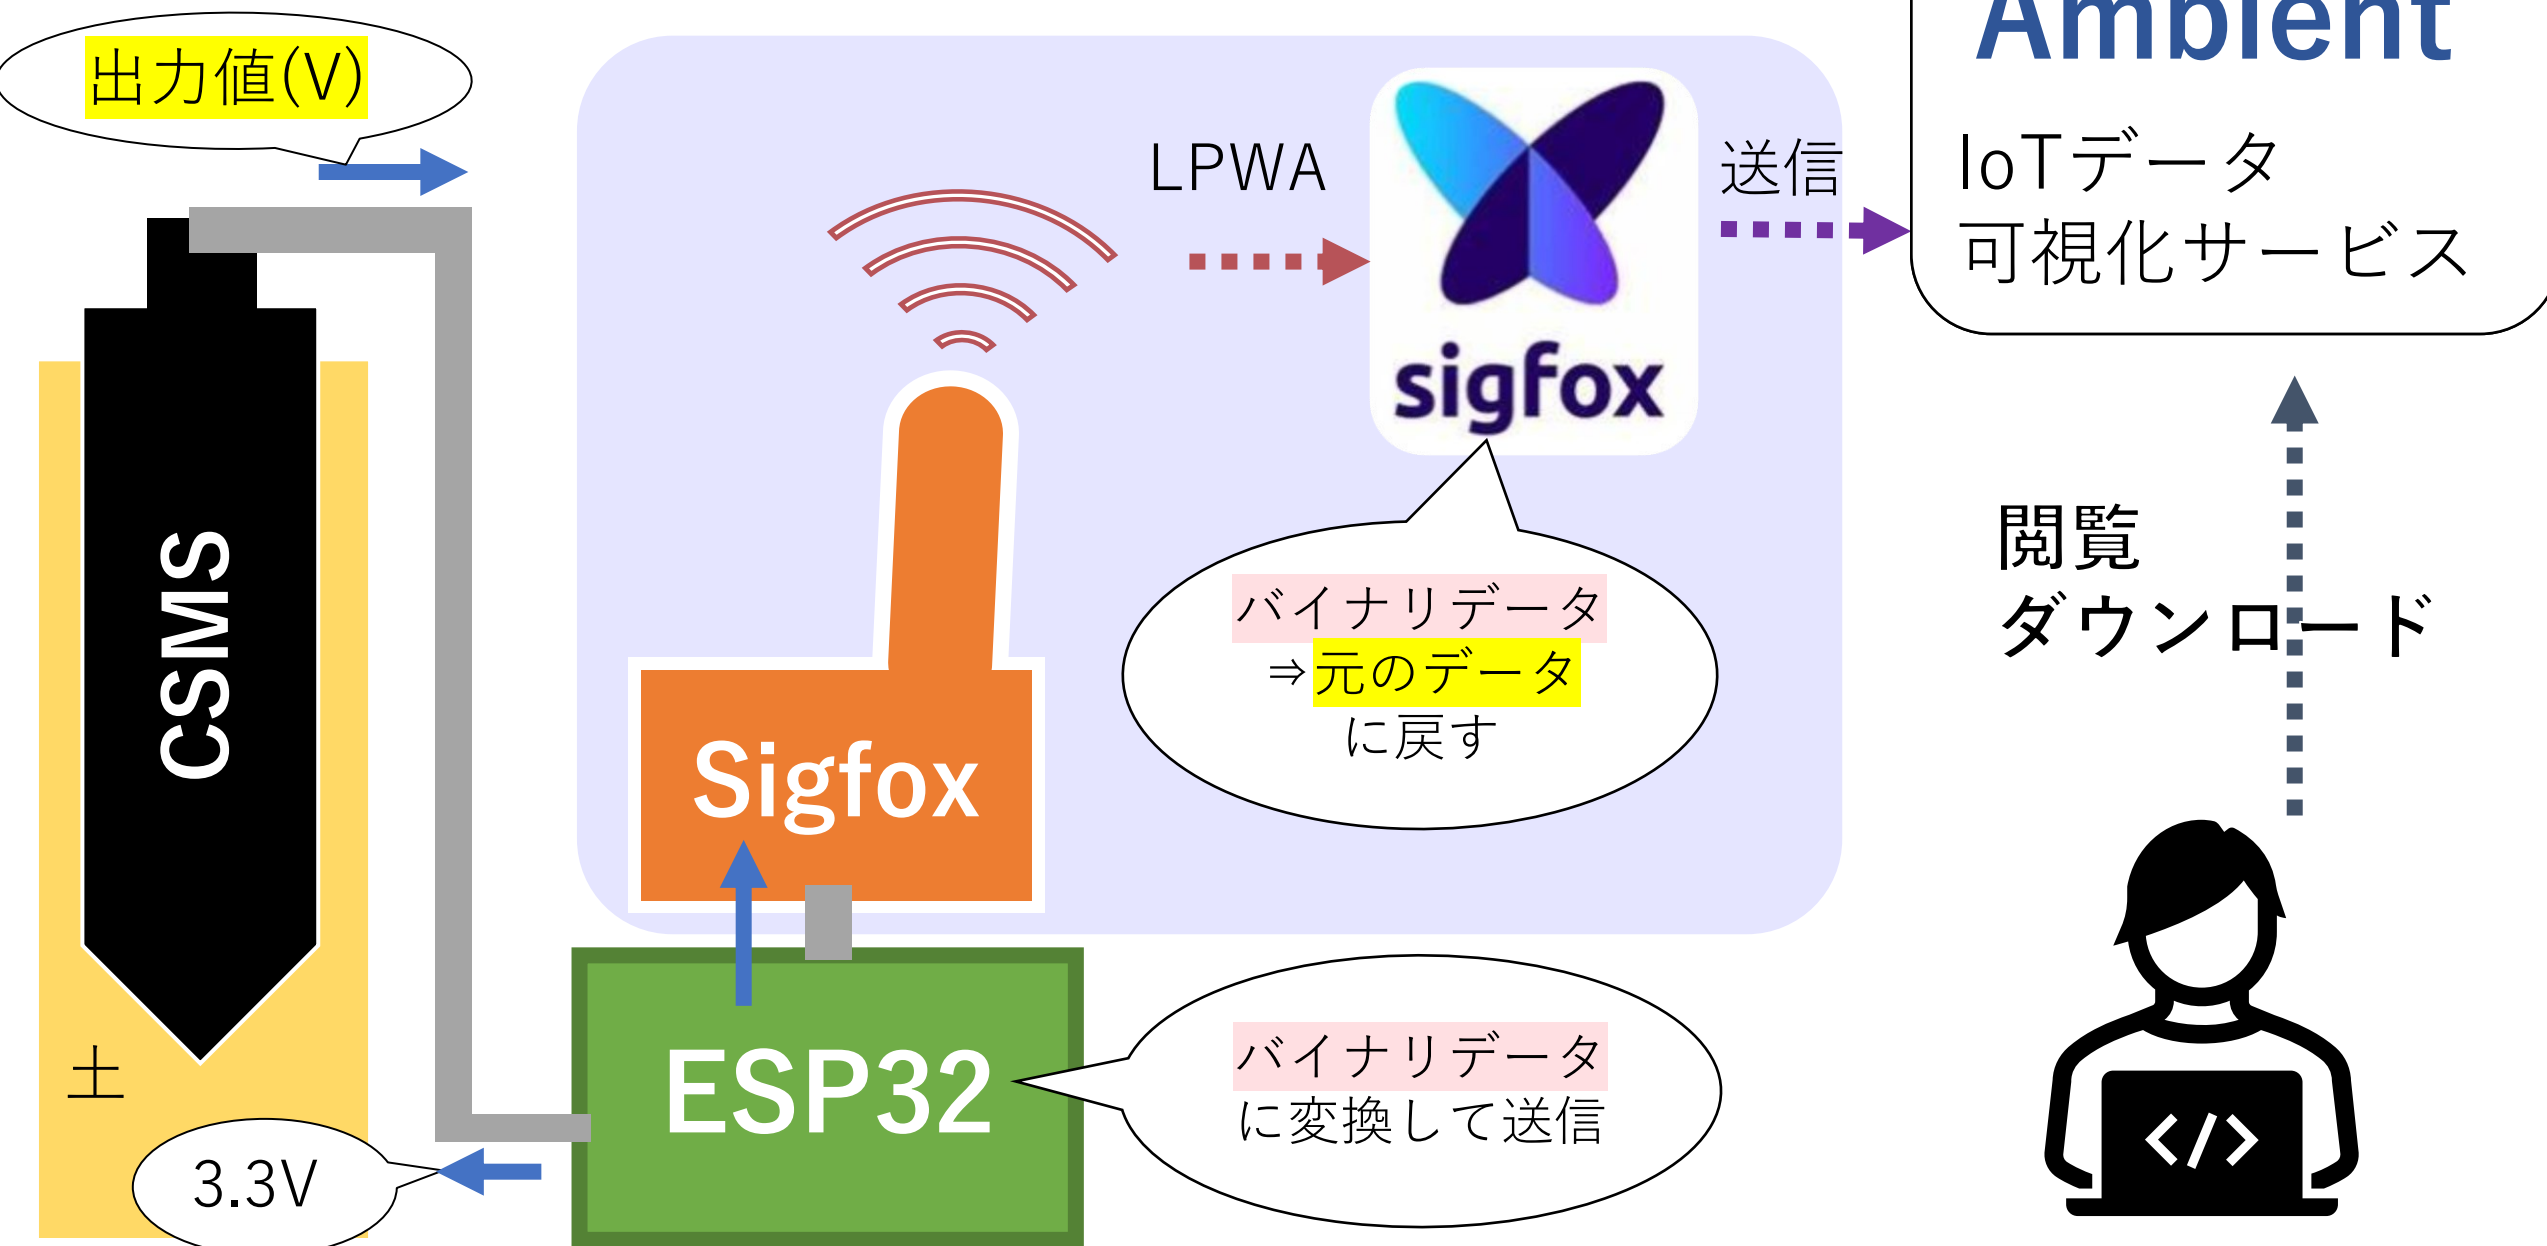 出力値(V)
CSMS
土
3.3V
LPWA
sigfox
送信
Ambient
IoTデータ
可視化サービス
閲覧
ダウンロード
バイナリデータ
⇒元のデータ
に戻す
Sigfox
ESP32
バイナリデータ
に変換して送信
</>